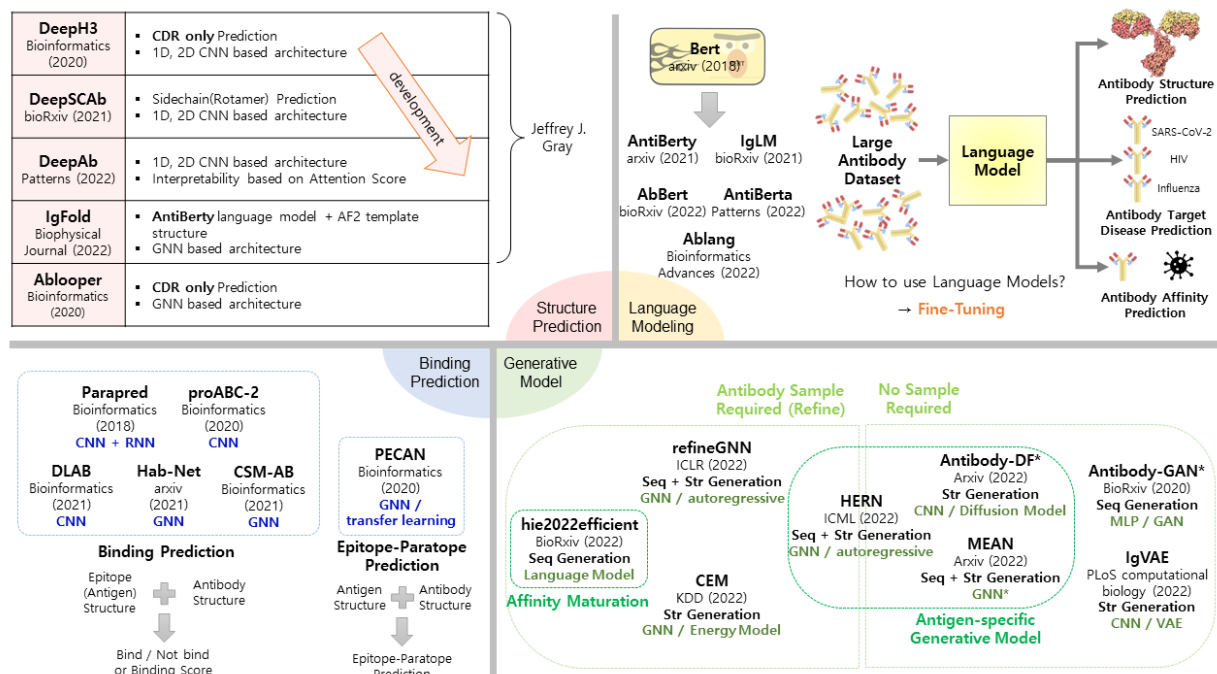 DeepH3
Bioinformatics
(2020)
▪ CDR only Prediction
▪ 1D, 2D CNN based architecture
DeepSCAb
bioRxiv (2021)
▪ Sidechain(Rotamer) Prediction
▪ 1D, 2D CNN based architecture
DeepAb
Patterns (2022)
▪ 1D, 2D CNN based architecture
▪ Interpretability based on Attention Score
IgFold
Biophysical
Journal (2022)
▪ AntiBerty language model + AF2 template
structure
▪ GNN based architecture
Ablooper
Bioinformatics
(2020)
▪ CDR only Prediction
▪ GNN based architecture
development
Jeffrey J.
Gray
Structure
Prediction
Bert
arxiv (2018)
AntiBerty
arxiv (2021)
IgLM
bioRxiv (2021)
AbBert
bioRxiv (2022)
AntiBerta
Patterns (2022)
Ablang
Bioinformatics
Advances (2022)
Language
Modeling
Large
Antibody
Dataset
Language
Model
How to use Language Models?
→ Fine-Tuning
Antibody Structure
Prediction
SARS-CoV-2
HIV
Influenza
Antibody Target
Disease Prediction
Antibody Affinity
Prediction
Binding
Prediction
Parapred
Bioinformatics
(2018)
CNN + RNN
proABC-2
Bioinformatics
(2020)
CNN
DLAB
Bioinformatics
(2021)
CNN
Hab-Net
arxiv
(2021)
GNN
CSM-AB
Bioinformatics
(2021)
GNN
PECAN
Bioinformatics
(2020)
GNN /
transfer learning
Binding Prediction
Epitope
(Antigen)
Structure
Antibody
Structure
Bind / Not bind
or Binding Score
Epitope-Paratope
Prediction
Antigen
Structure
Antibody
Structure
Epitope-Paratope
Prediction
Generative
Model
Antibody Sample
Required (Refine)
No Sample
Required
refineGNN
ICLR (2022)
Seq + Str Generation
GNN / autoregressive
hie2022efficient
BioRxiv (2022)
Seq Generation
Language Model
Affinity Maturation
CEM
KDD (2022)
Str Generation
GNN / Energy Model
HERN
ICML (2022)
Seq + Str Generation
GNN / autoregressive
Antibody-DF*
Arxiv (2022)
Str Generation
CNN / Diffusion Model
MEAN
Arxiv (2022)
Seq + Str Generation
GNN*
Antigen-specific
Generative Model
Antibody-GAN*
BioRxiv (2020)
Seq Generation
MLP / GAN
IgVAE
PLoS computational
biology (2022)
Str Generation
CNN / VAE